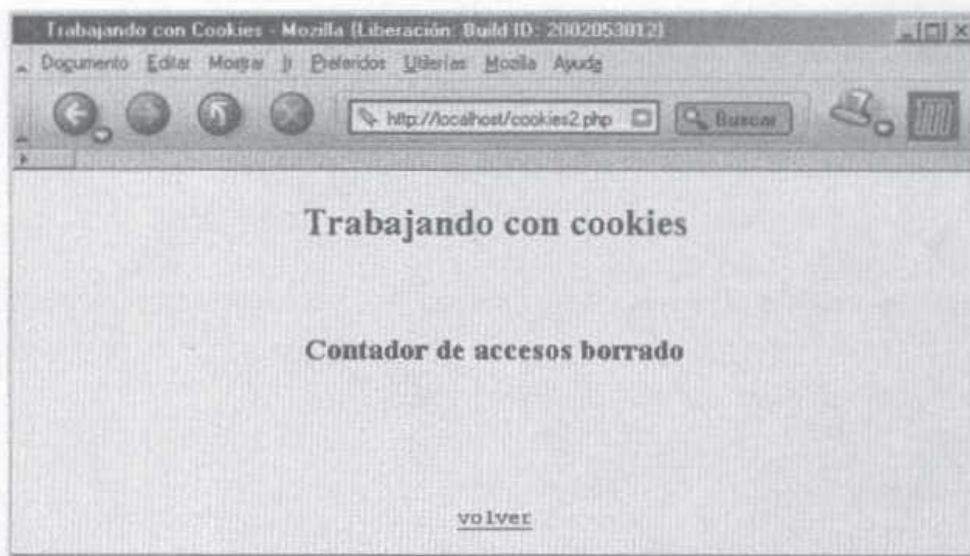 Trabajando con Cookies - Mozilla {Liberación: Build ID: 2002053012}
Documento Editar Mostrar Ir Preferidos Utilerías Mozilla Ayuda
http://localhost/cookies2.php Buscar
Trabajando con cookies
Contador de accesos borrado
volver